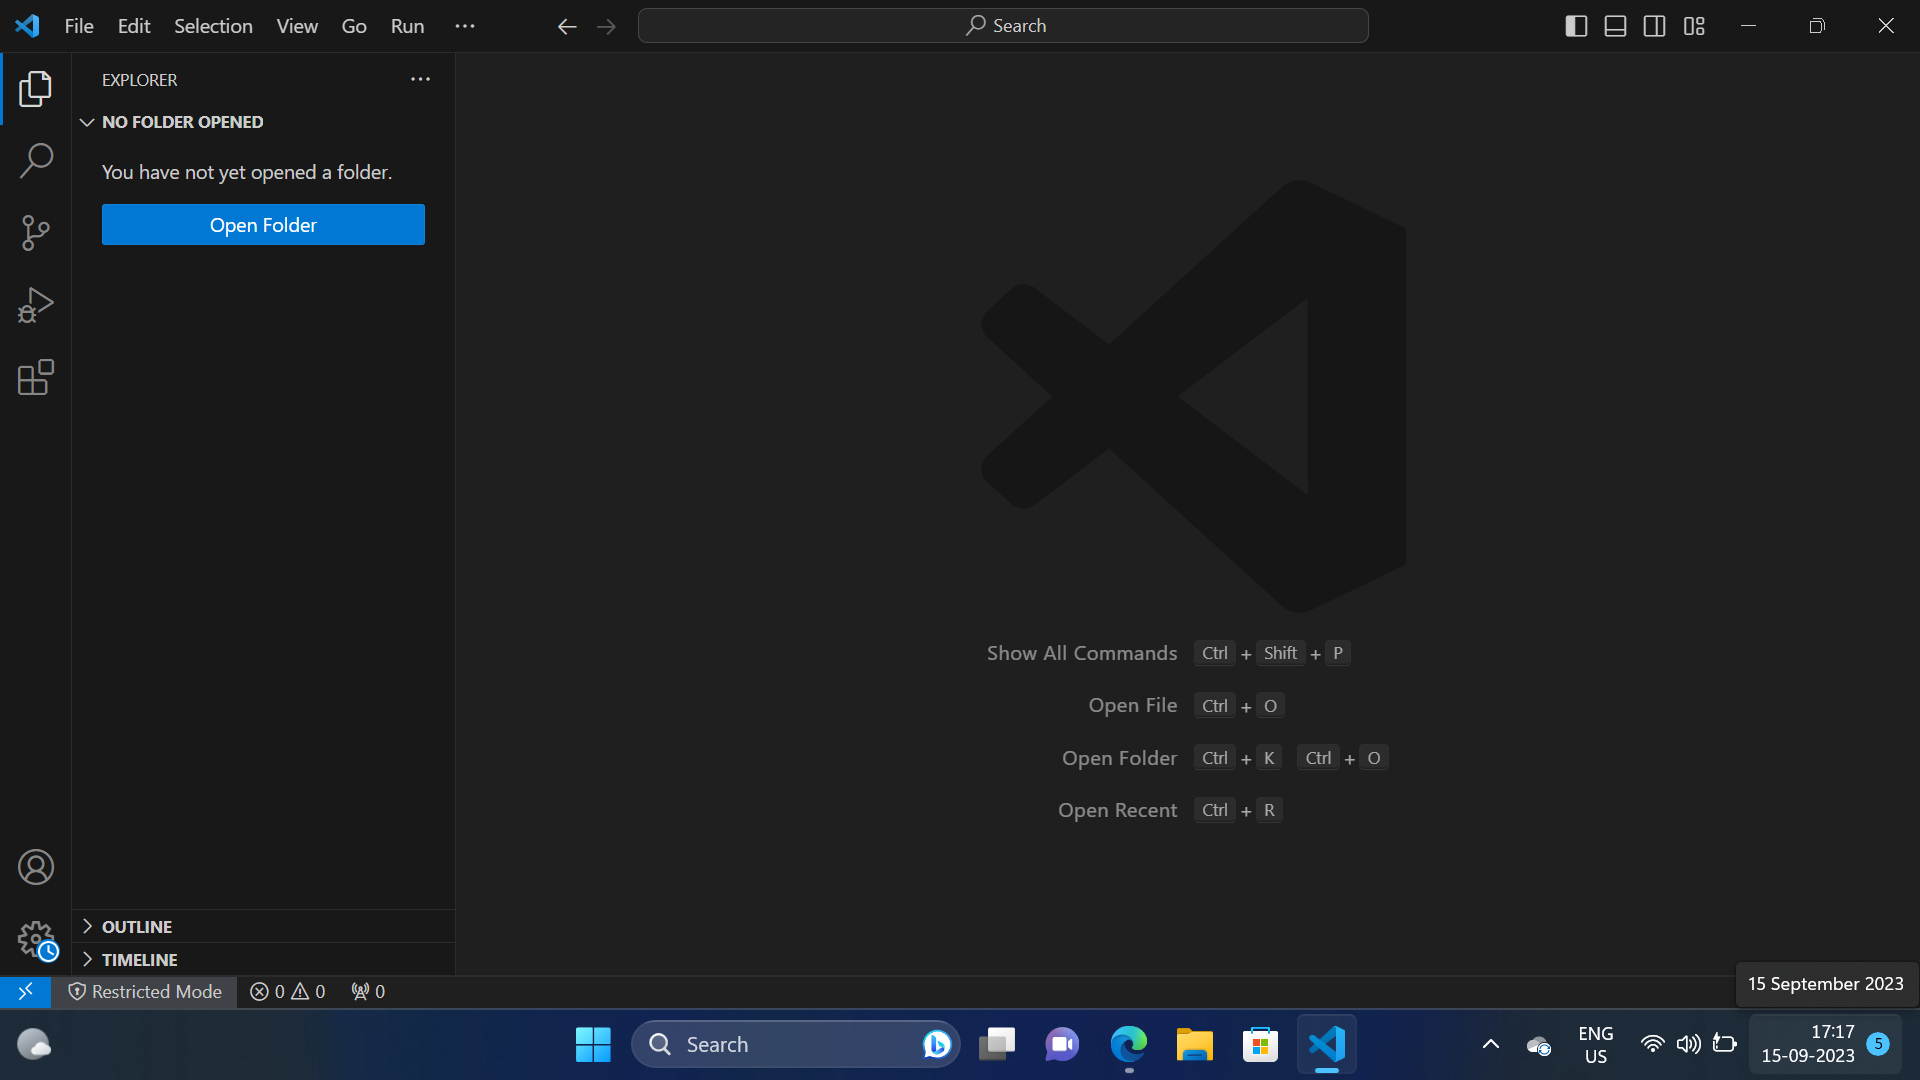 File Edit Selection View Go Run ··· Search
EXPLORER ···
NO FOLDER OPENED
You have not yet opened a folder.
Open Folder
Show All Commands Ctrl + Shift + P
Open File Ctrl + O
Open Folder Ctrl + K Ctrl + O
Open Recent Ctrl + R
OUTLINE
TIMELINE
Restricted Mode 0 0 0
15 September 2023
Search
ENG
US
17:17
15-09-2023
5